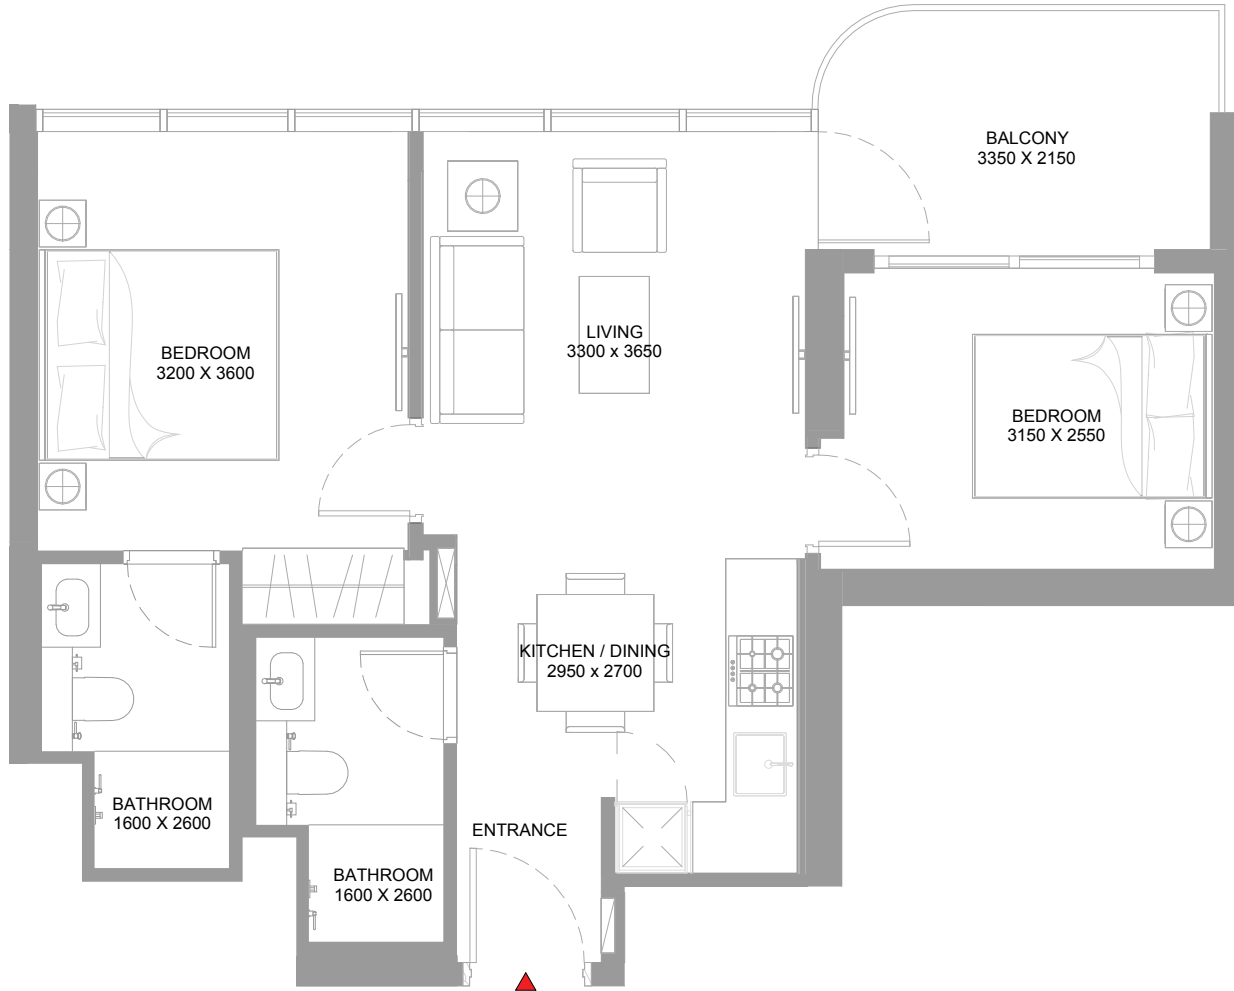 BALCONY
3350 X 2150
LIVING
3300 x 3650
BEDROOM
3200 X 3600
BEDROOM
3150 X 2550
KITCHEN / DINING
2950 x 2700
BATHROOM
1600 X 2600
ENTRANCE
BATHROOM
1600 X 2600